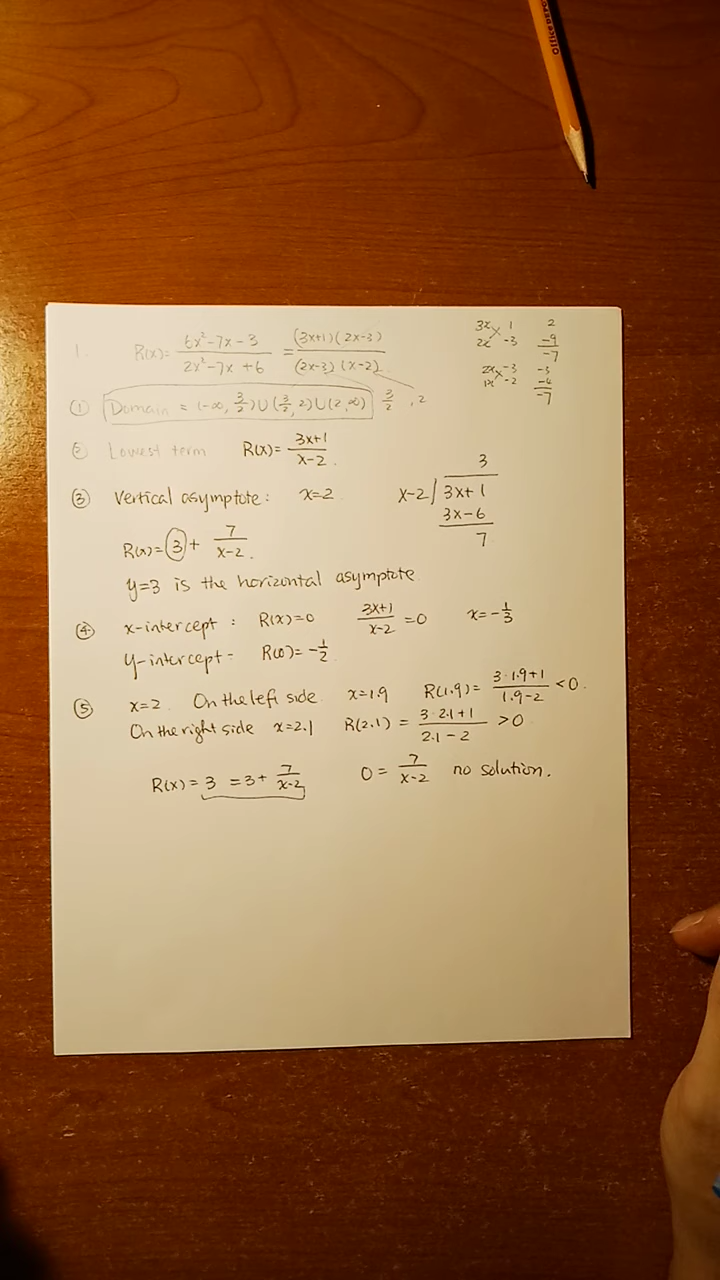 OFFICE DEPOT
1. R(x) = (6x²-7x-3)/(2x²-7x+6) = ((3x+1)(2x-3))/((2x-3)(x-2))
3x 1 2
2x -3 -9
-7
2x -3 -3
1x -2 -4
-7
① Domain = (-∞, 3/2) ∪ (3/2, 2) ∪ (2, ∞) 3/2, 2
② Lowest term R(x) = (3x+1)/(x-2).
③ Vertical asymptote: x=2
3
x-2 / 3x+1
3x-6
7
R(x) = 3 + 7/(x-2).
y=3 is the horizontal asymptote
④ x-intercept: R(x)=0 (3x+1)/(x-2) = 0 x = -1/3
y-intercept = R(0) = -1/2
⑤ x=2. On the left side. x=1.9 R(1.9) = (3·1.9+1)/(1.9-2) < 0.
On the right side x=2.1 R(2.1) = (3·2.1+1)/(2.1-2) > 0
R(x) = 3 = 3 + 7/(x-2) 0 = 7/(x-2) no solution.